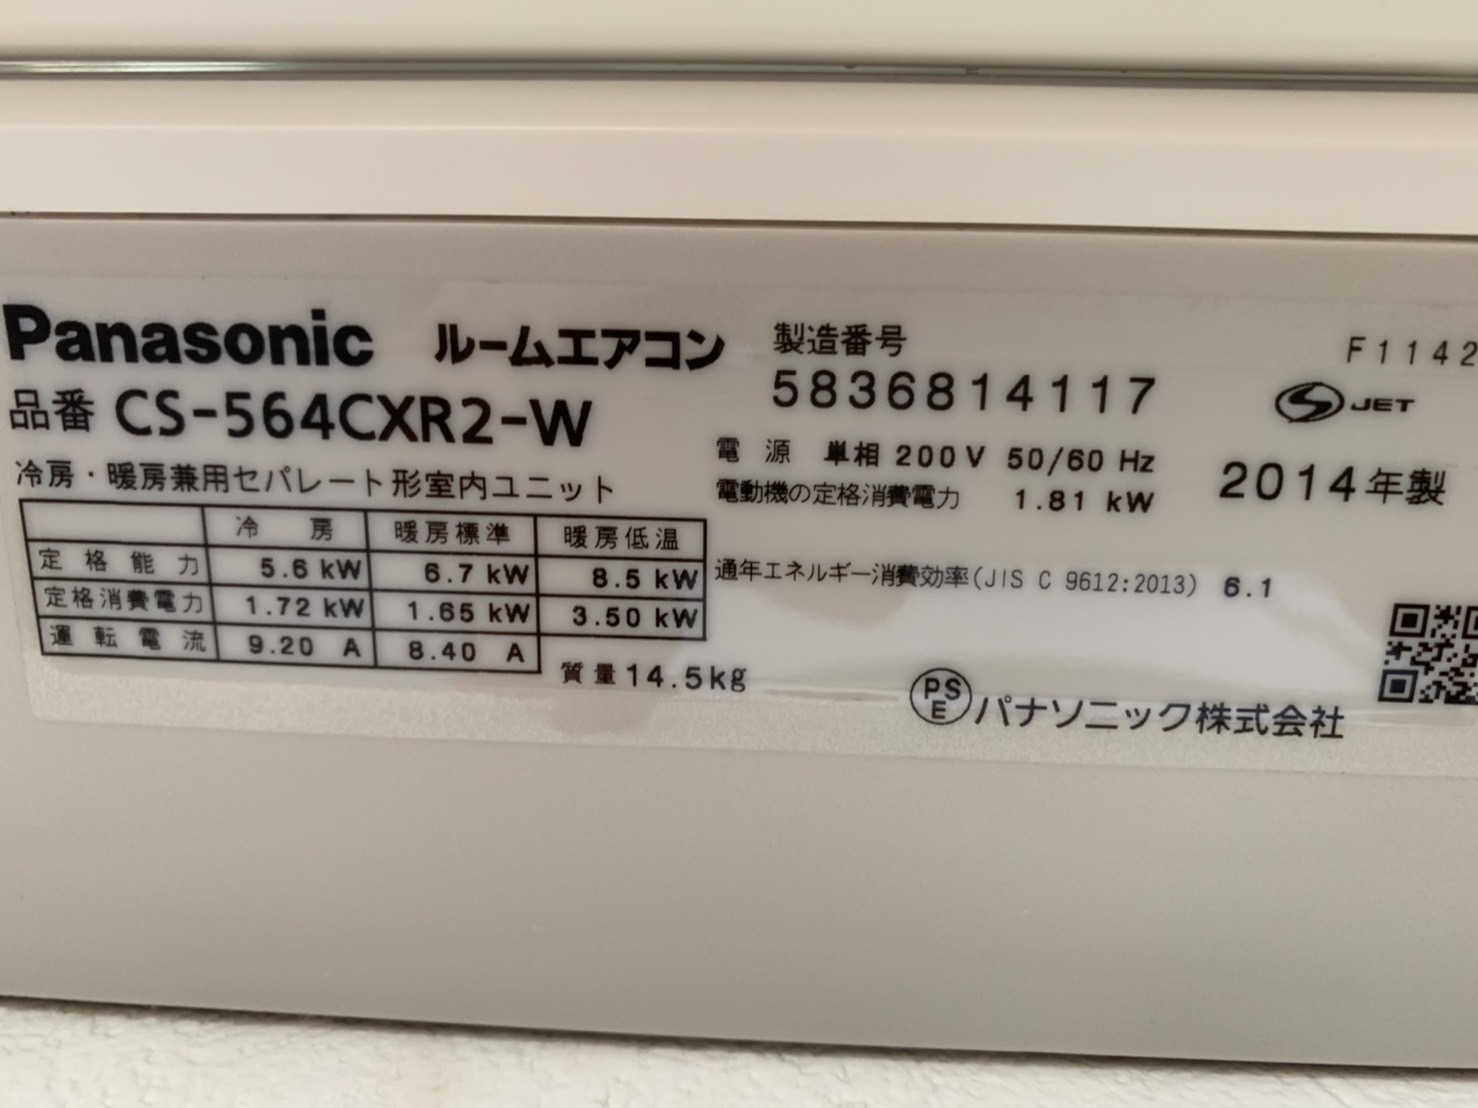 Panasonic ルームエアコン
品番 CS-564CXR2-W
冷房・暖房兼用セパレート形室内ユニット
冷房 暖房標準 暖房低温
定格能力 5.6 kW 6.7 kW 8.5 kW
定格消費電力 1.72 kW 1.65 kW 3.50 kW
運転電流 9.20 A 8.40 A
質量 14.5kg
製造番号
5836814117
電源 単相 200V 50/60 Hz
電動機の定格消費電力 1.81 kW
通年エネルギー消費効率(JIS C 9612:2013) 6.1
F1142
JET
2014年製
PSE パナソニック株式会社